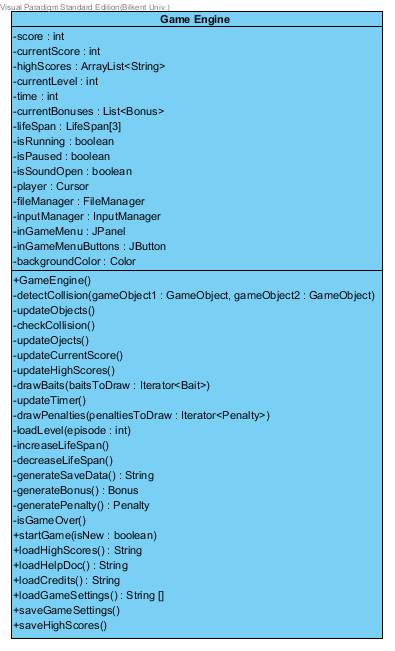 Visual Paradigm Standard Edition(Bilkent Univ.)
Game Engine
-score : int
-currentScore : int
-highScores : ArrayList<String>
-currentLevel : int
-time : int
-currentBonuses : List<Bonus>
-lifeSpan : LifeSpan[3]
-isRunning : boolean
-isPaused : boolean
-isSoundOpen : boolean
-player : Cursor
-fileManager : FileManager
-inputManager : InputManager
-inGameMenu : JPanel
-inGameMenuButtons : JButton
-backgroundColor : Color
+GameEngine()
-detectCollision(gameObject1 : GameObject, gameObject2 : GameObject)
-updateObjects()
-checkCollision()
-updateOjects()
-updateCurrentScore()
-updateHighScores()
-drawBaits(baitsToDraw : Iterator<Bait>)
-updateTimer()
-drawPenalties(penaltiesToDraw : Iterator<Penalty>)
-loadLevel(episode : int)
-increaseLifeSpan()
-decreaseLifeSpan()
-generateSaveData() : String
-generateBonus() : Bonus
-generatePenalty() : Penalty
-isGameOver()
+startGame(isNew : boolean)
+loadHighScores() : String
+loadHelpDoc() : String
+loadCredits() : String
+loadGameSettings() : String []
+saveGameSettings()
+saveHighScores()